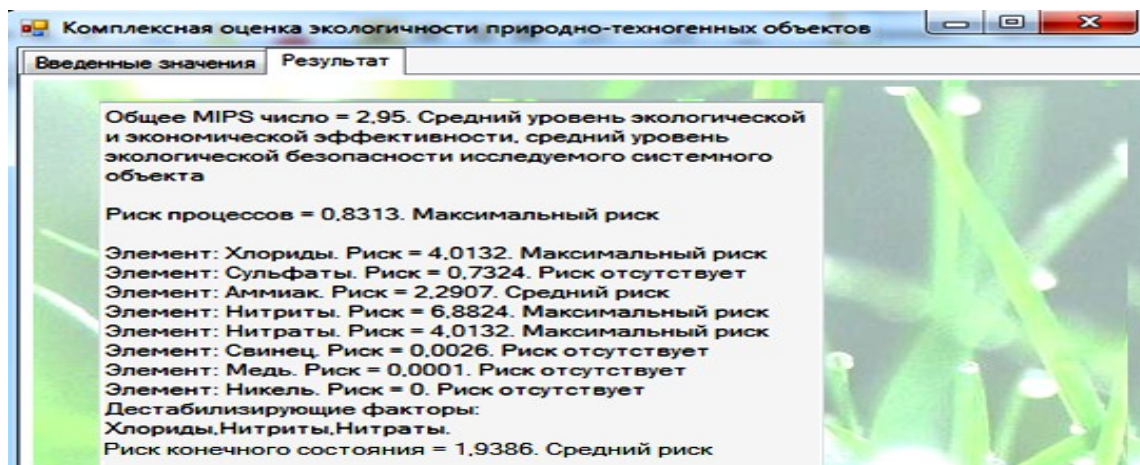 Комплексная оценка экологичности природно-техногенных объектов
Введенные значения Результат
Общее MIPS число = 2,95. Средний уровень экологической
и экономической эффективности, средний уровень
экологической безопасности исследуемого системного
объекта
Риск процессов = 0,8313. Максимальный риск
Элемент: Хлориды. Риск = 4,0132. Максимальный риск
Элемент: Сульфаты. Риск = 0,7324. Риск отсутствует
Элемент: Аммиак. Риск = 2,2907. Средний риск
Элемент: Нитриты. Риск = 6,8824. Максимальный риск
Элемент: Нитраты. Риск = 4,0132. Максимальный риск
Элемент: Свинец. Риск = 0,0026. Риск отсутствует
Элемент: Медь. Риск = 0,0001. Риск отсутствует
Элемент: Никель. Риск = 0. Риск отсутствует
Дестабилизирующие факторы:
Хлориды,Нитриты,Нитраты.
Риск конечного состояния = 1,9386. Средний риск